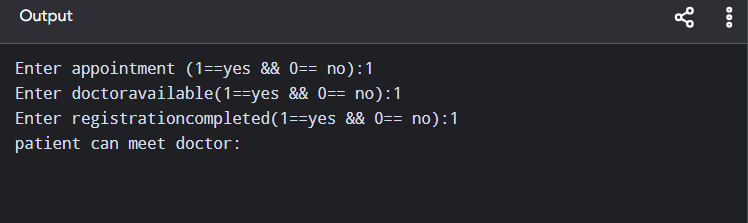 Output
Enter appointment (1==yes && 0== no):1
Enter doctoravailable(1==yes && 0== no):1
Enter registrationcompleted(1==yes && 0== no):1
patient can meet doctor: